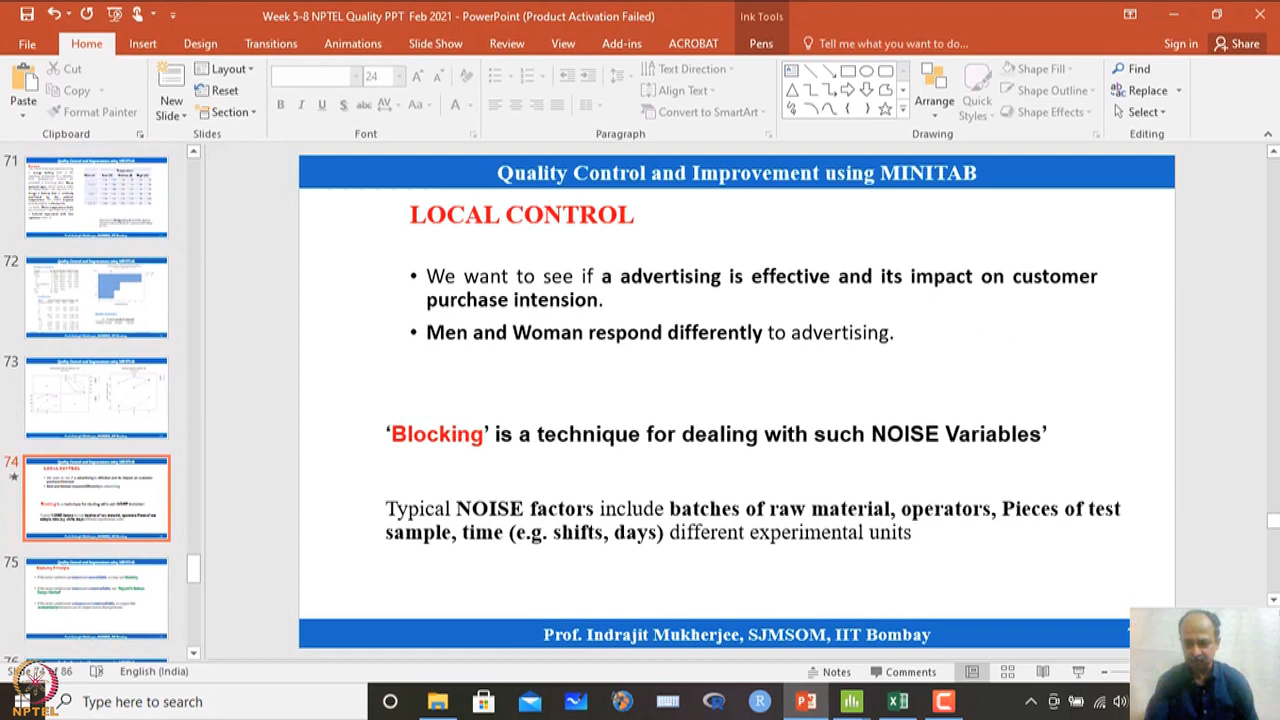 Week 5-8 NPTEL Quality PPT Feb 2021 - PowerPoint (Product Activation Failed)
Ink Tools
File Home Insert Design Transitions Animations Slide Show Review View Add-ins ACROBAT Pens Tell me what you want to do... Sign in Share
Paste
Cut
Copy
Format Painter
Clipboard
New Slide
Layout
Reset
Section
Slides
24
Font
Paragraph
Text Direction
Align Text
Convert to SmartArt
Arrange
Quick Styles
Drawing
Shape Fill
Shape Outline
Shape Effects
Find
Replace
Select
Editing
71
72
73
74
75
Quality Control and Improvement using MINITAB
LOCAL CONTROL
• We want to see if a advertising is effective and its impact on customer
purchase intension.
• Men and Woman respond differently to advertising.
‘Blocking’ is a technique for dealing with such NOISE Variables’
Typical NOISE factors include batches of raw material, operators, Pieces of test
sample, time (e.g. shifts, days) different experimental units
Prof. Indrajit Mukherjee, SJMSOM, IIT Bombay
of 86
English (India)
Notes
Comments
NPTEL
Type here to search